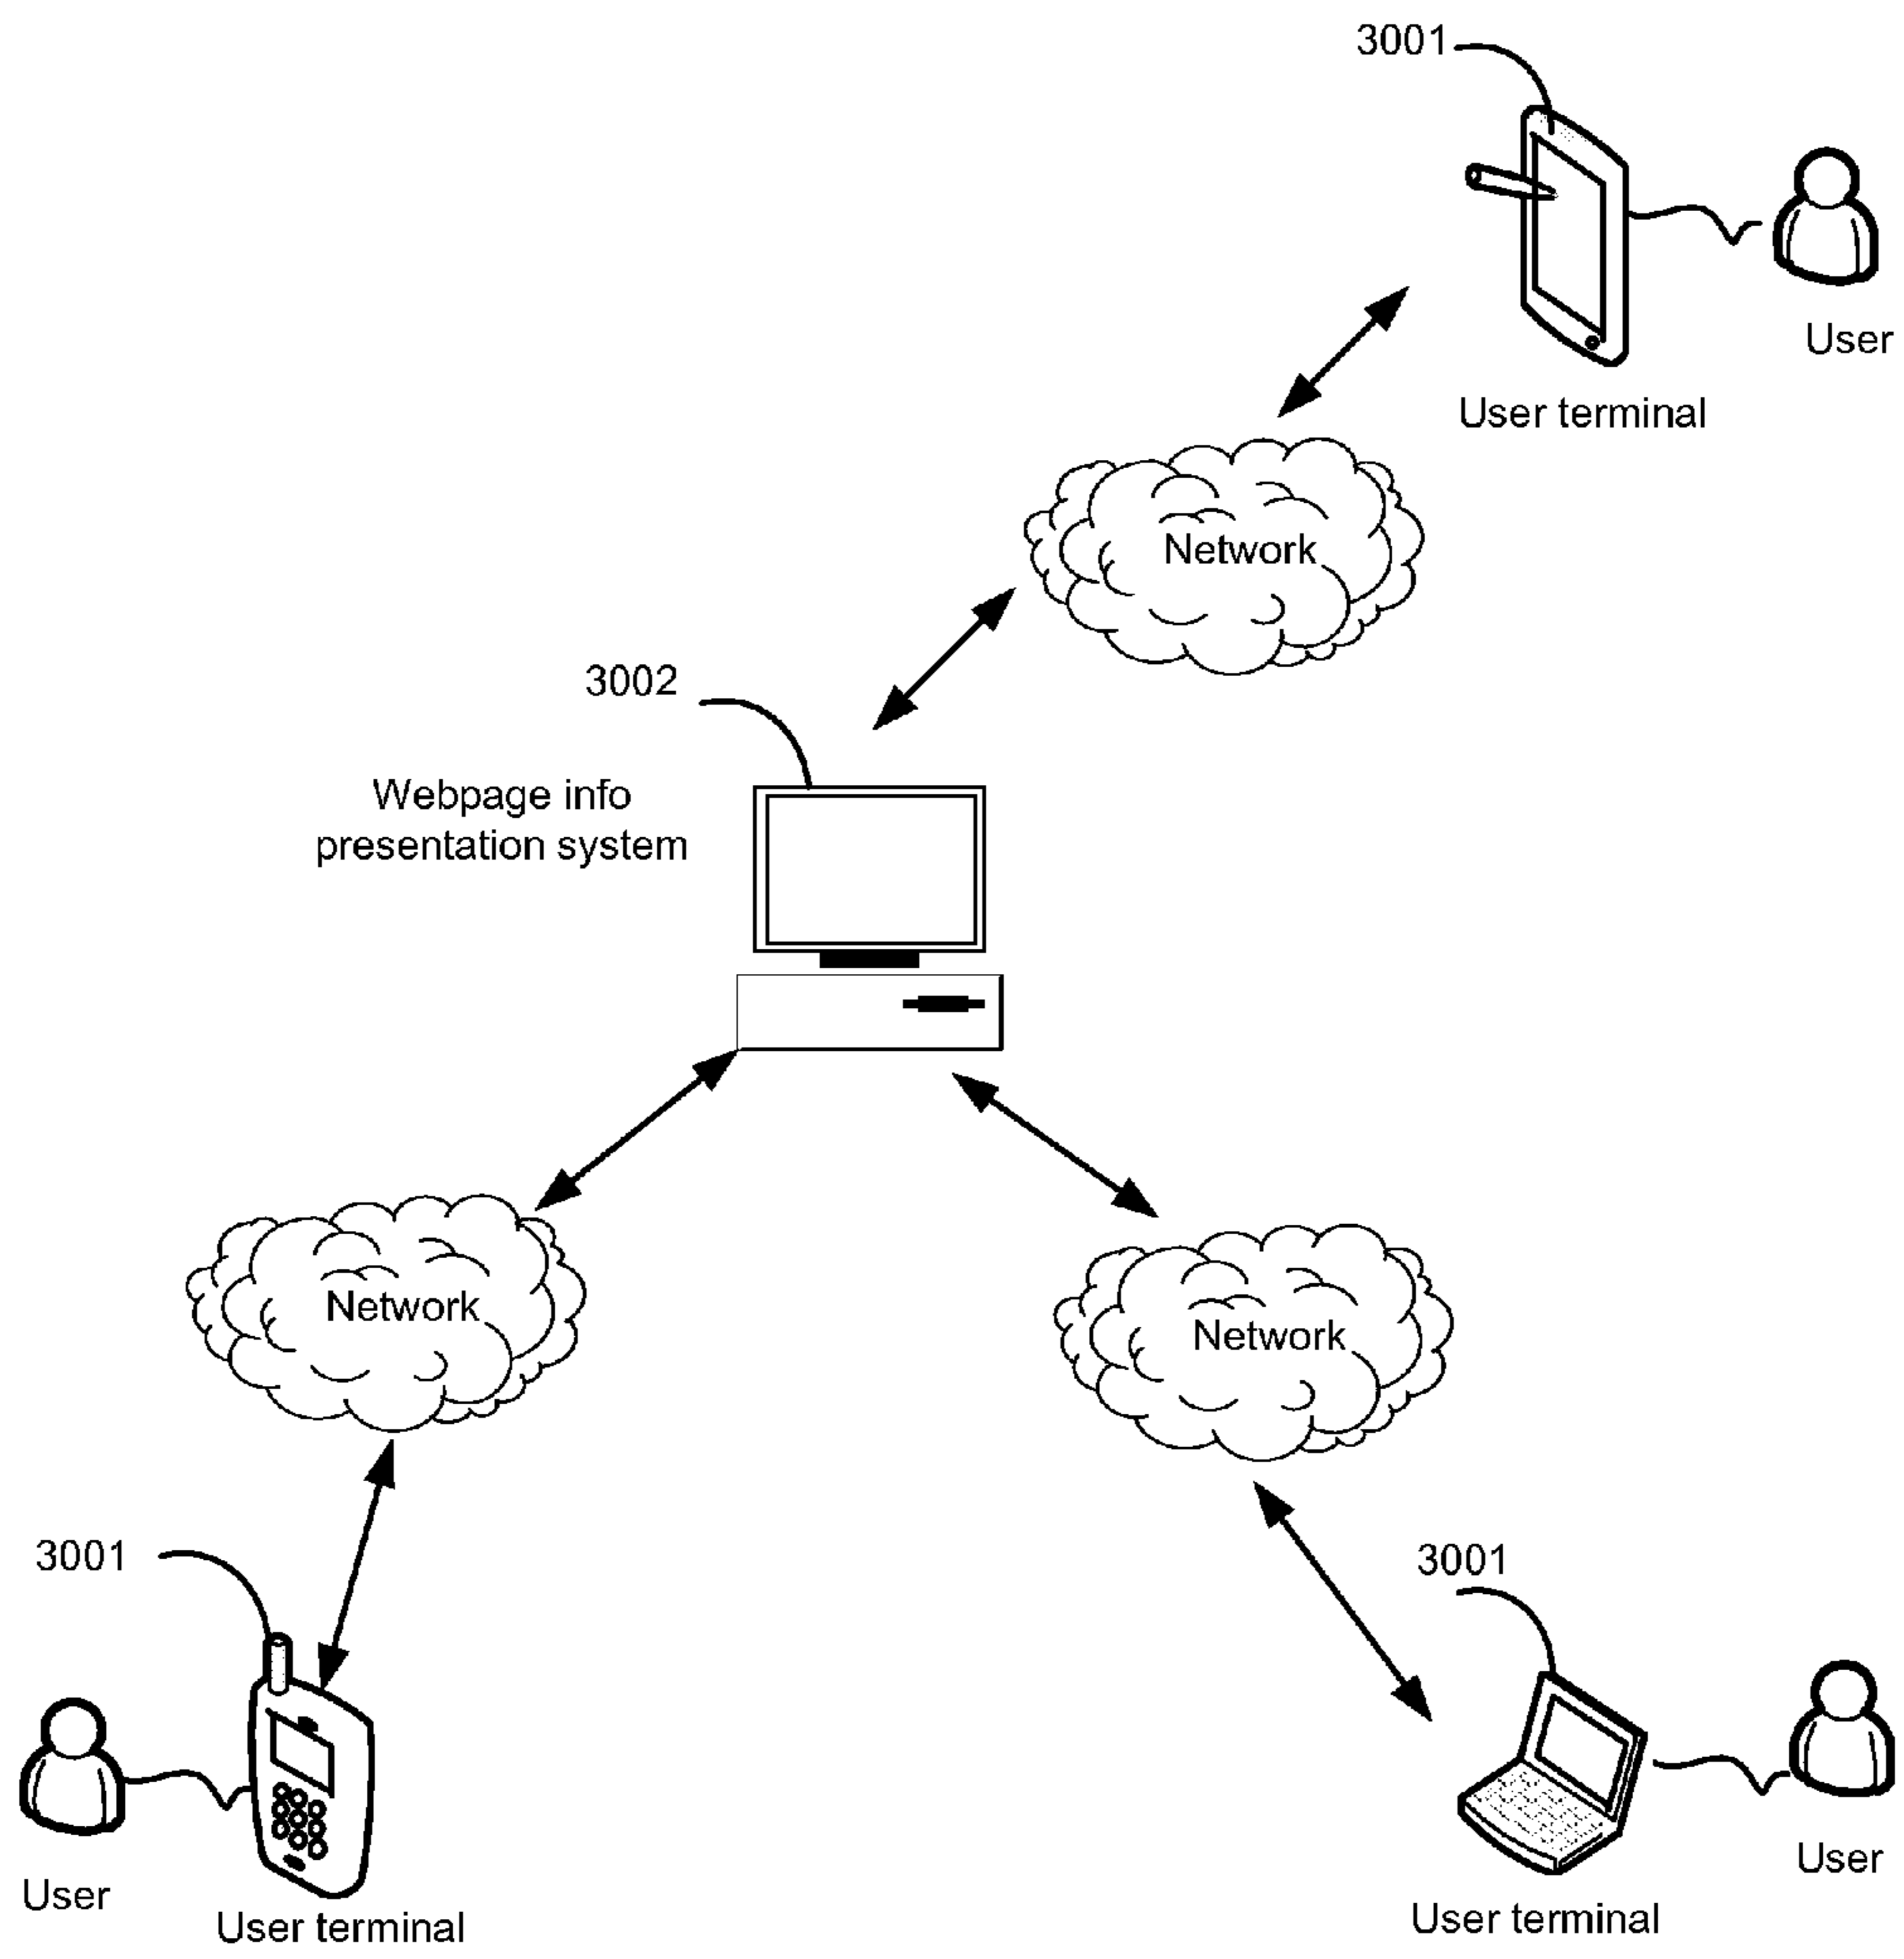 3001
User
User terminal
Network
3002
Webpage info
presentation system
Network
Network
3001
3001
User
User terminal
User
User terminal